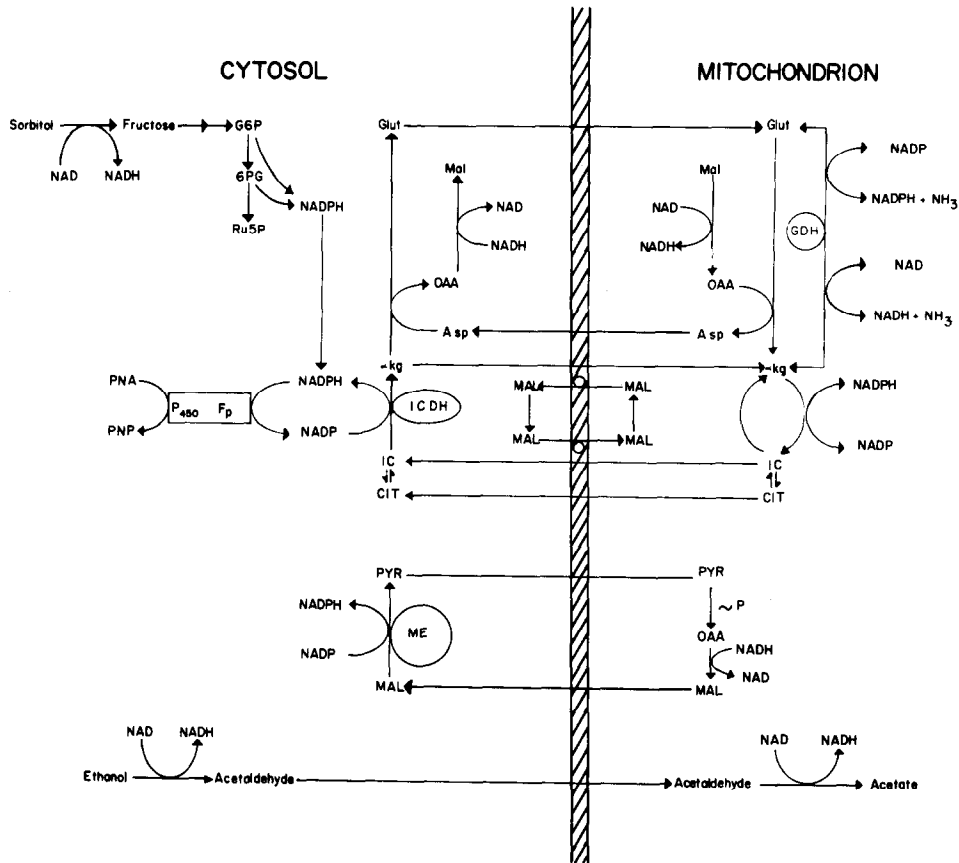 CYTOSOL
MITOCHONDRION
Sorbitol
Fructose
G6P
Glut
Glut
NAD
NADH
6PG
NADPH
Ru5P
Mal
NAD
NADH
OAA
Asp
Mal
NAD
NADH
OAA
Asp
GDH
NADP
NADPH + NH3
NAD
NADH + NH3
PNA
PNP
P450
Fp
NADPH
NADP
-kg
ICDH
IC
CIT
MAL
MAL
MAL
MAL
-kg
NADPH
NADP
IC
CIT
PYR
PYR
NADPH
NADP
ME
MAL
~ P
OAA
NADH
NAD
MAL
NAD
NADH
Ethanol
Acetaldehyde
NAD
NADH
Acetaldehyde
Acetate